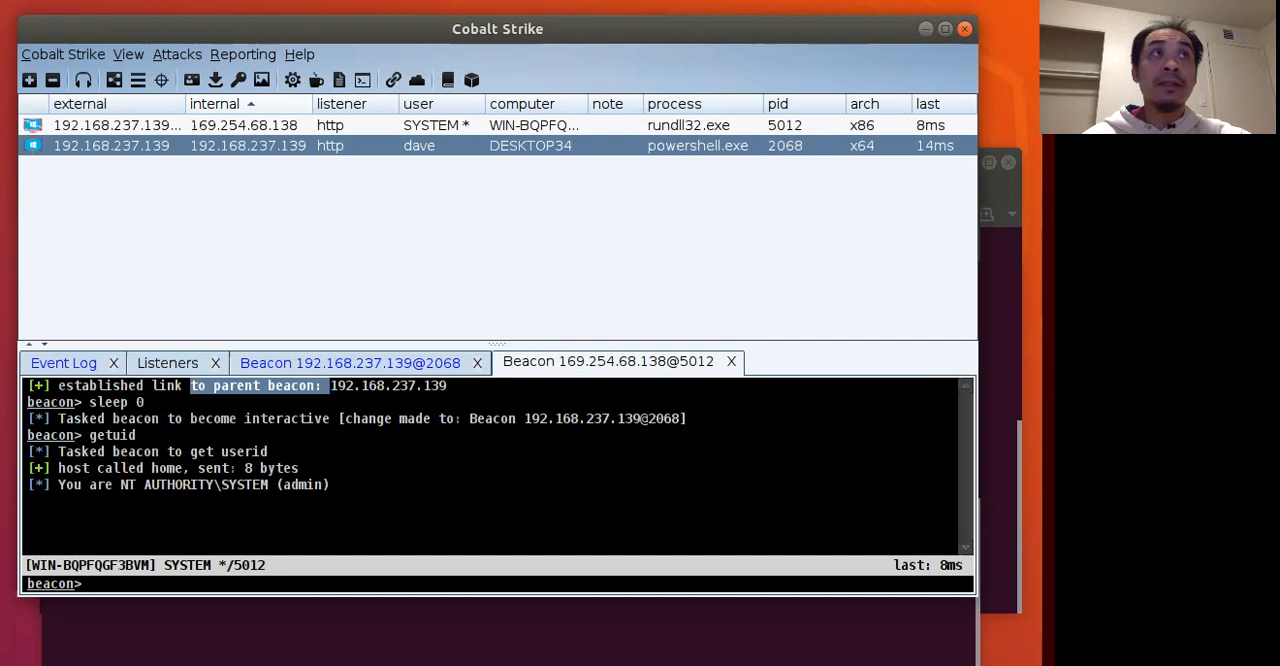 Cobalt Strike
Cobalt Strike View Attacks Reporting Help
external internal listener user computer note process pid arch last
192.168.237.139... 169.254.68.138 http SYSTEM * WIN-BQPFQ... rundll32.exe 5012 x86 8ms
192.168.237.139 192.168.237.139 http dave DESKTOP34 powershell.exe 2068 x64 14ms
Event Log X Listeners X Beacon 192.168.237.139@2068 X Beacon 169.254.68.138@5012 X
[+] established link to parent beacon: 192.168.237.139
beacon> sleep 0
[*] Tasked beacon to become interactive [change made to: Beacon 192.168.237.139@2068]
beacon> getuid
[*] Tasked beacon to get userid
[+] host called home, sent: 8 bytes
[*] You are NT AUTHORITY\SYSTEM (admin)
[WIN-BQPFQGF3BVM] SYSTEM */5012 last: 8ms
beacon>